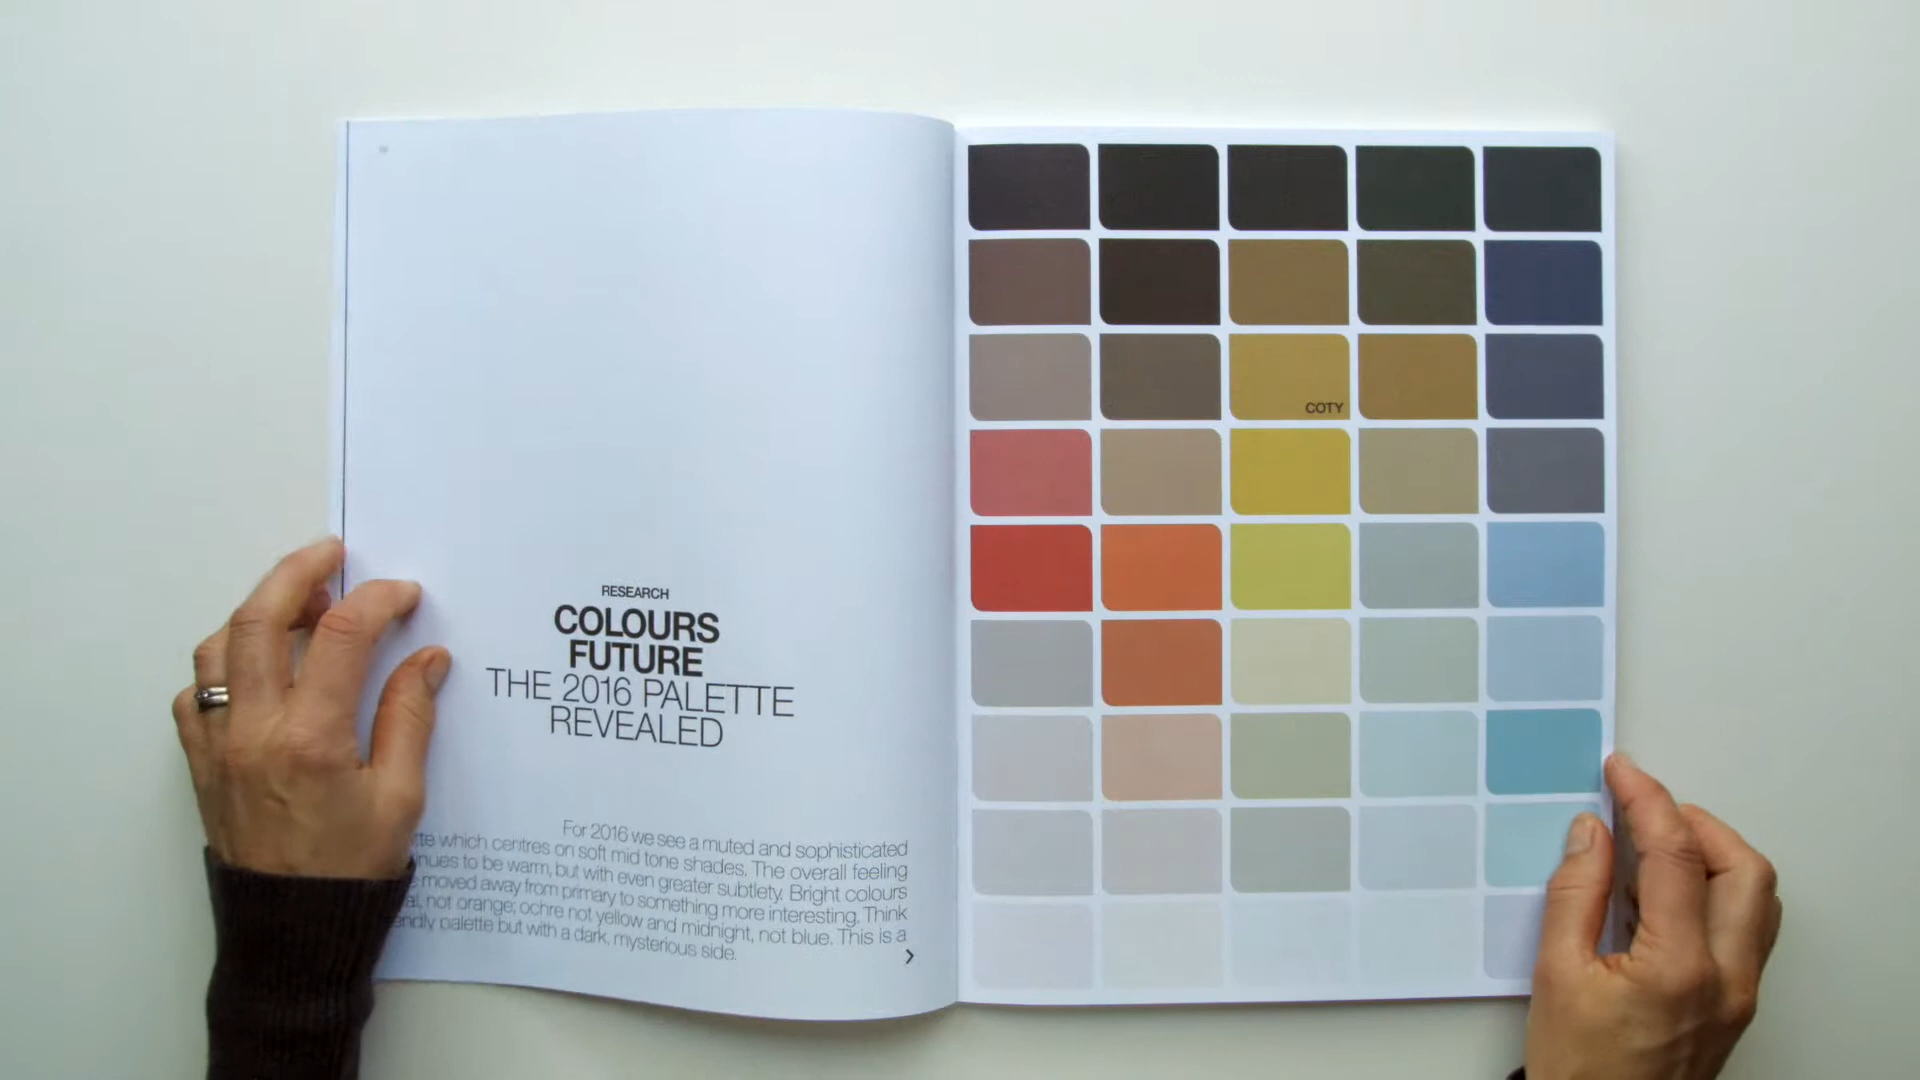 RESEARCH
COLOURS
FUTURE
THE 2016 PALETTE
REVEALED
For 2016 we see a muted and sophisticated
which centres on soft mid tone shades. The overall feeling
to be warm, but with even greater subtlety. Bright colours
moved away from primary to something more interesting. Think
not orange; ochre not yellow and midnight, not blue. This is a
palette but with a dark, mysterious side.
>
COTY